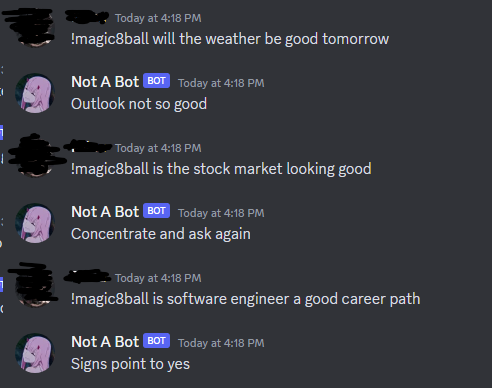 Today at 4:18 PM
!magic8ball will the weather be good tomorrow
Not A Bot BOT Today at 4:18 PM
Outlook not so good
Today at 4:18 PM
!magic8ball is the stock market looking good
Not A Bot BOT Today at 4:18 PM
Concentrate and ask again
Today at 4:18 PM
!magic8ball is software engineer a good career path
Not A Bot BOT Today at 4:18 PM
Signs point to yes